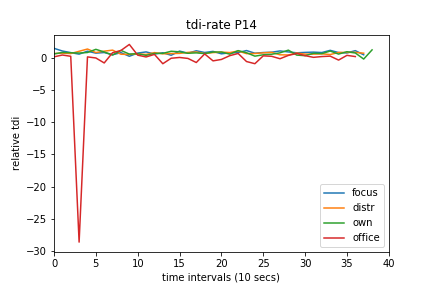 tdi-rate P14
relative tdi
0
−5
−10
−15
−20
−25
−30
0 5 10 15 20 25 30 35 40
time intervals (10 secs)
focus
distr
own
office